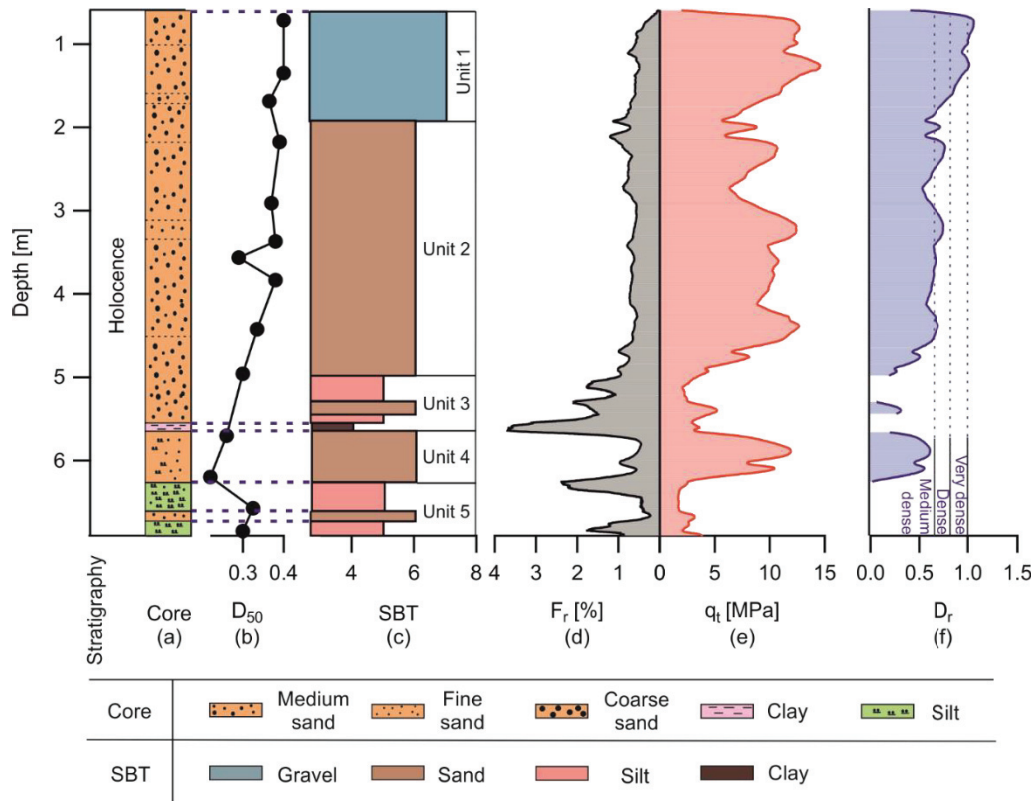 1
2
3
4
5
6
Depth [m]
Holocence
Unit 1
Unit 2
Unit 3
Unit 4
Unit 5
Medium dense
Dense
Very dense
0.3 0.4
4 6 8
4 3 2 1 0
5 10 15
0.0 0.5 1.0 1.5
Stratigraphy
Core
(a)
D50
(b)
SBT
(c)
Fr [%]
(d)
qt [MPa]
(e)
Dr
(f)
Core
Medium sand
Fine sand
Coarse sand
Clay
Silt
SBT
Gravel
Sand
Silt
Clay